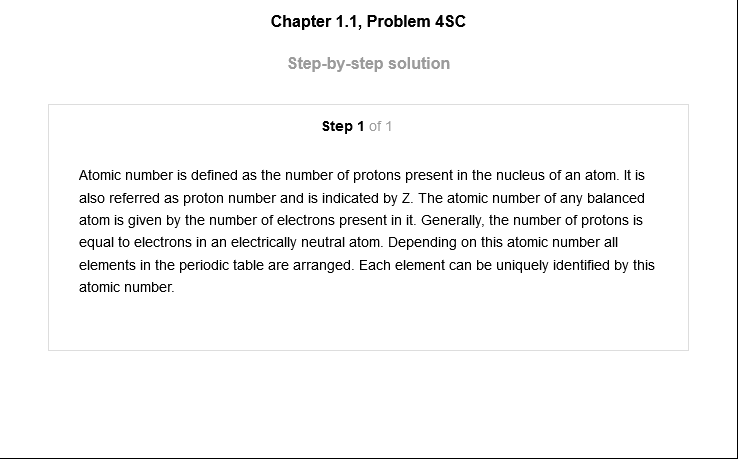 Chapter 1.1, Problem 4SC
Step-by-step solution
Step 1 of 1
Atomic number is defined as the number of protons present in the nucleus of an atom. It is
also referred as proton number and is indicated by Z. The atomic number of any balanced
atom is given by the number of electrons present in it. Generally, the number of protons is
equal to electrons in an electrically neutral atom. Depending on this atomic number all
elements in the periodic table are arranged. Each element can be uniquely identified by this
atomic number.